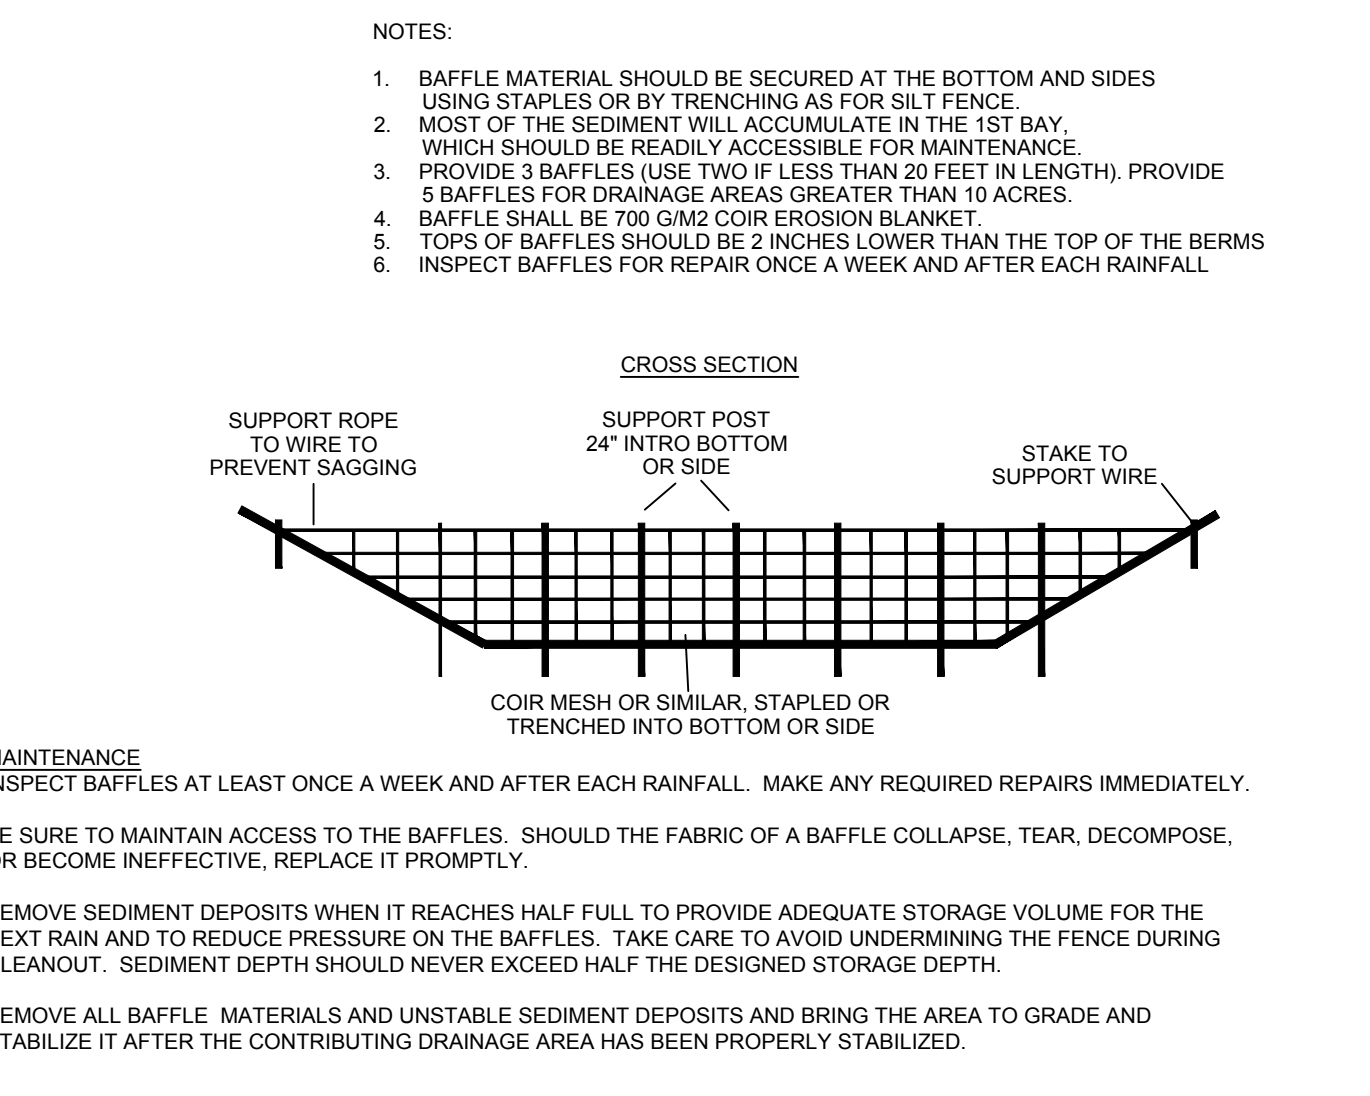 NOTES:
1. BAFFLE MATERIAL SHOULD BE SECURED AT THE BOTTOM AND SIDES
USING STAPLES OR BY TRENCHING AS FOR SILT FENCE.
2. MOST OF THE SEDIMENT WILL ACCUMULATE IN THE 1ST BAY,
WHICH SHOULD BE READILY ACCESSIBLE FOR MAINTENANCE.
3. PROVIDE 3 BAFFLES (USE TWO IF LESS THAN 20 FEET IN LENGTH). PROVIDE
5 BAFFLES FOR DRAINAGE AREAS GREATER THAN 10 ACRES.
4. BAFFLE SHALL BE 700 G/M2 COIR EROSION BLANKET.
5. TOPS OF BAFFLES SHOULD BE 2 INCHES LOWER THAN THE TOP OF THE BERMS
6. INSPECT BAFFLES FOR REPAIR ONCE A WEEK AND AFTER EACH RAINFALL
CROSS SECTION
SUPPORT ROPE
TO WIRE TO
PREVENT SAGGING
SUPPORT POST
24" INTRO BOTTOM
OR SIDE
STAKE TO
SUPPORT WIRE
COIR MESH OR SIMILAR, STAPLED OR
TRENCHED INTO BOTTOM OR SIDE
AINTENANCE
NSPECT BAFFLES AT LEAST ONCE A WEEK AND AFTER EACH RAINFALL. MAKE ANY REQUIRED REPAIRS IMMEDIATELY.
E SURE TO MAINTAIN ACCESS TO THE BAFFLES. SHOULD THE FABRIC OF A BAFFLE COLLAPSE, TEAR, DECOMPOSE,
OR BECOME INEFFECTIVE, REPLACE IT PROMPTLY.
EMOVE SEDIMENT DEPOSITS WHEN IT REACHES HALF FULL TO PROVIDE ADEQUATE STORAGE VOLUME FOR THE
EXT RAIN AND TO REDUCE PRESSURE ON THE BAFFLES. TAKE CARE TO AVOID UNDERMINING THE FENCE DURING
LEANOUT. SEDIMENT DEPTH SHOULD NEVER EXCEED HALF THE DESIGNED STORAGE DEPTH.
EMOVE ALL BAFFLE MATERIALS AND UNSTABLE SEDIMENT DEPOSITS AND BRING THE AREA TO GRADE AND
TABILIZE IT AFTER THE CONTRIBUTING DRAINAGE AREA HAS BEEN PROPERLY STABILIZED.